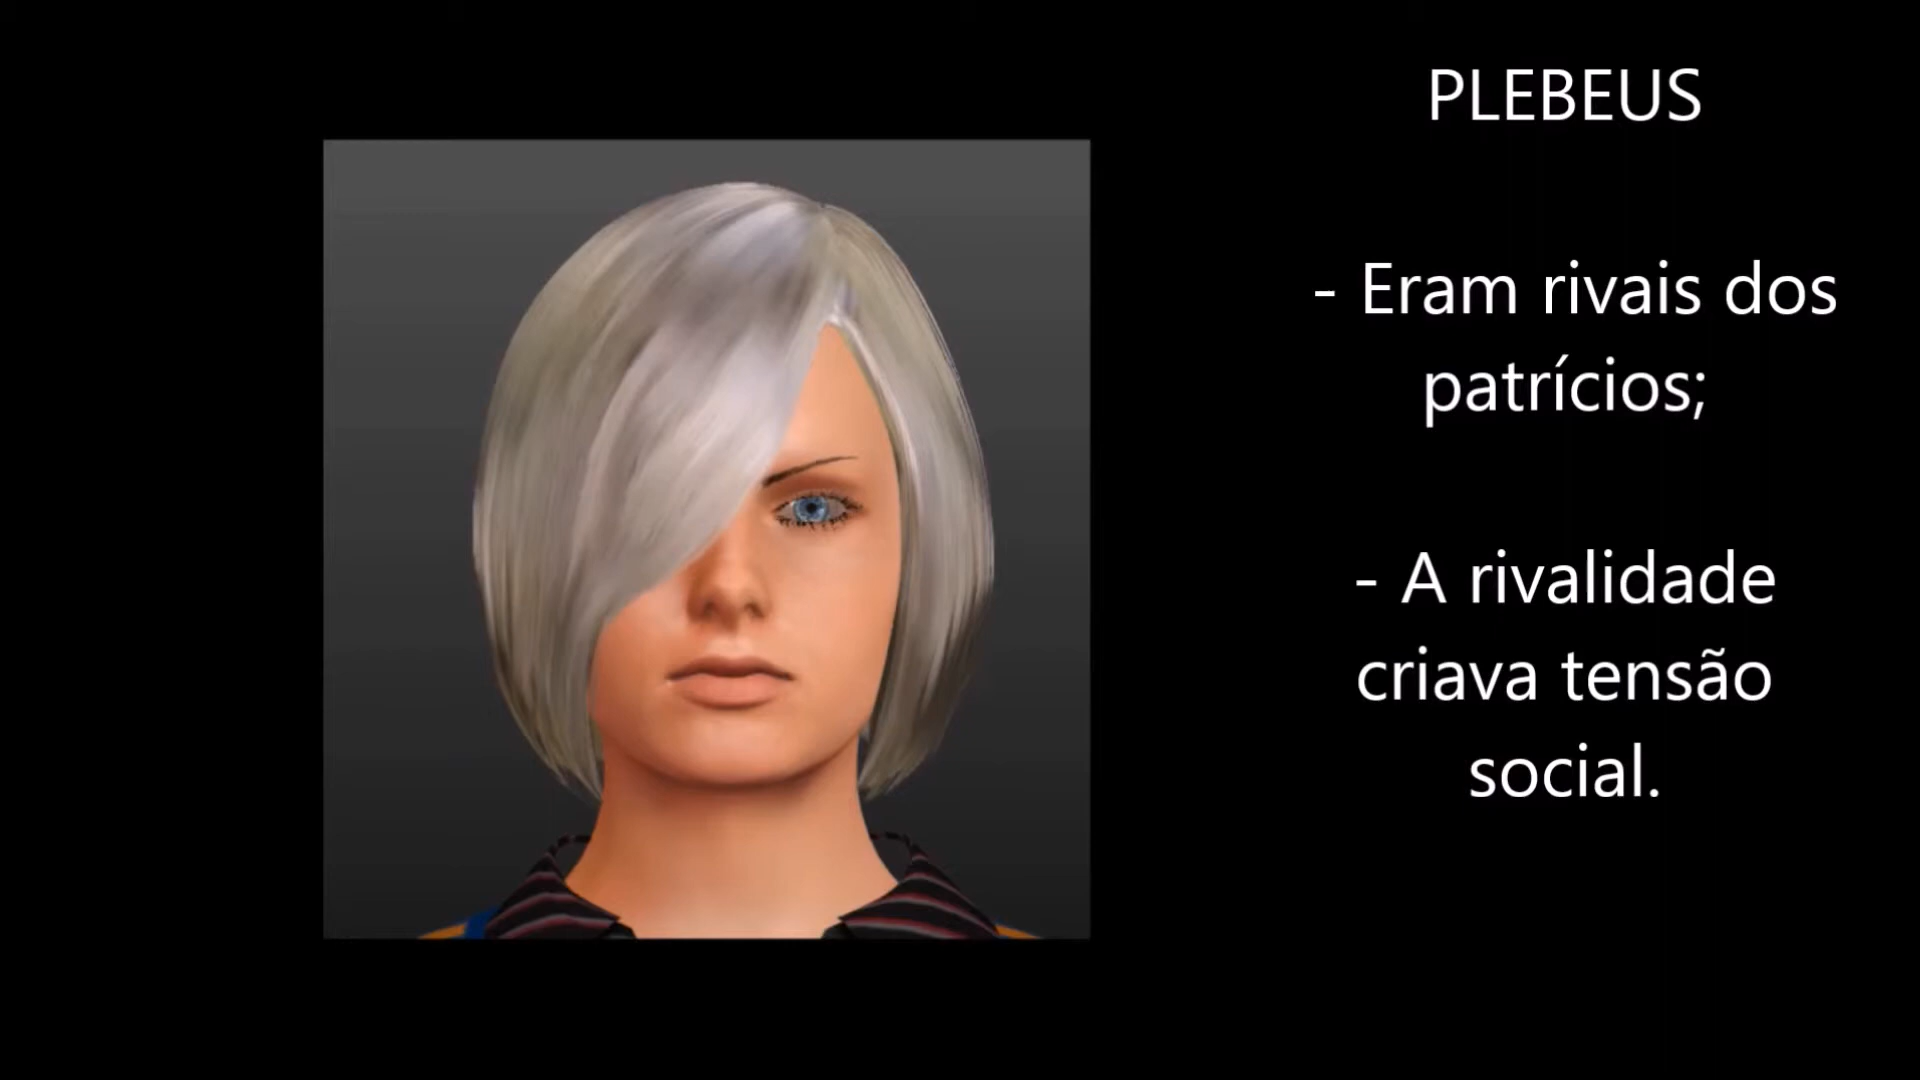 PLEBEUS
- Eram rivais dos
patrícios;
- A rivalidade
criava tensão
social.